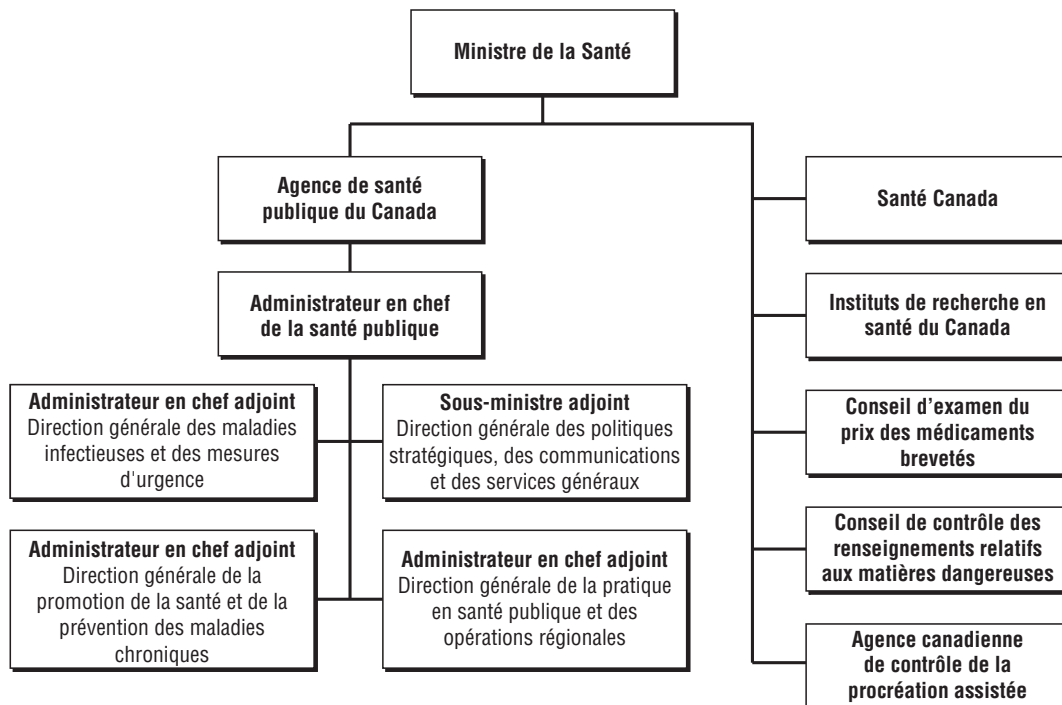 Ministre de la Santé
Agence de santé
publique du Canada
Administrateur en chef
de la santé publique
Administrateur en chef adjoint
Direction générale des maladies
infectieuses et des mesures
d'urgence
Sous-ministre adjoint
Direction générale des politiques
stratégiques, des communications
et des services généraux
Administrateur en chef adjoint
Direction générale de la
promotion de la santé et de la
prévention des maladies
chroniques
Administrateur en chef adjoint
Direction générale de la pratique
en santé publique et des
opérations régionales
Santé Canada
Instituts de recherche en
santé du Canada
Conseil d’examen du
prix des médicaments
brevetés
Conseil de contrôle des
renseignements relatifs
aux matières dangereuses
Agence canadienne
de contrôle de la
procréation assistée